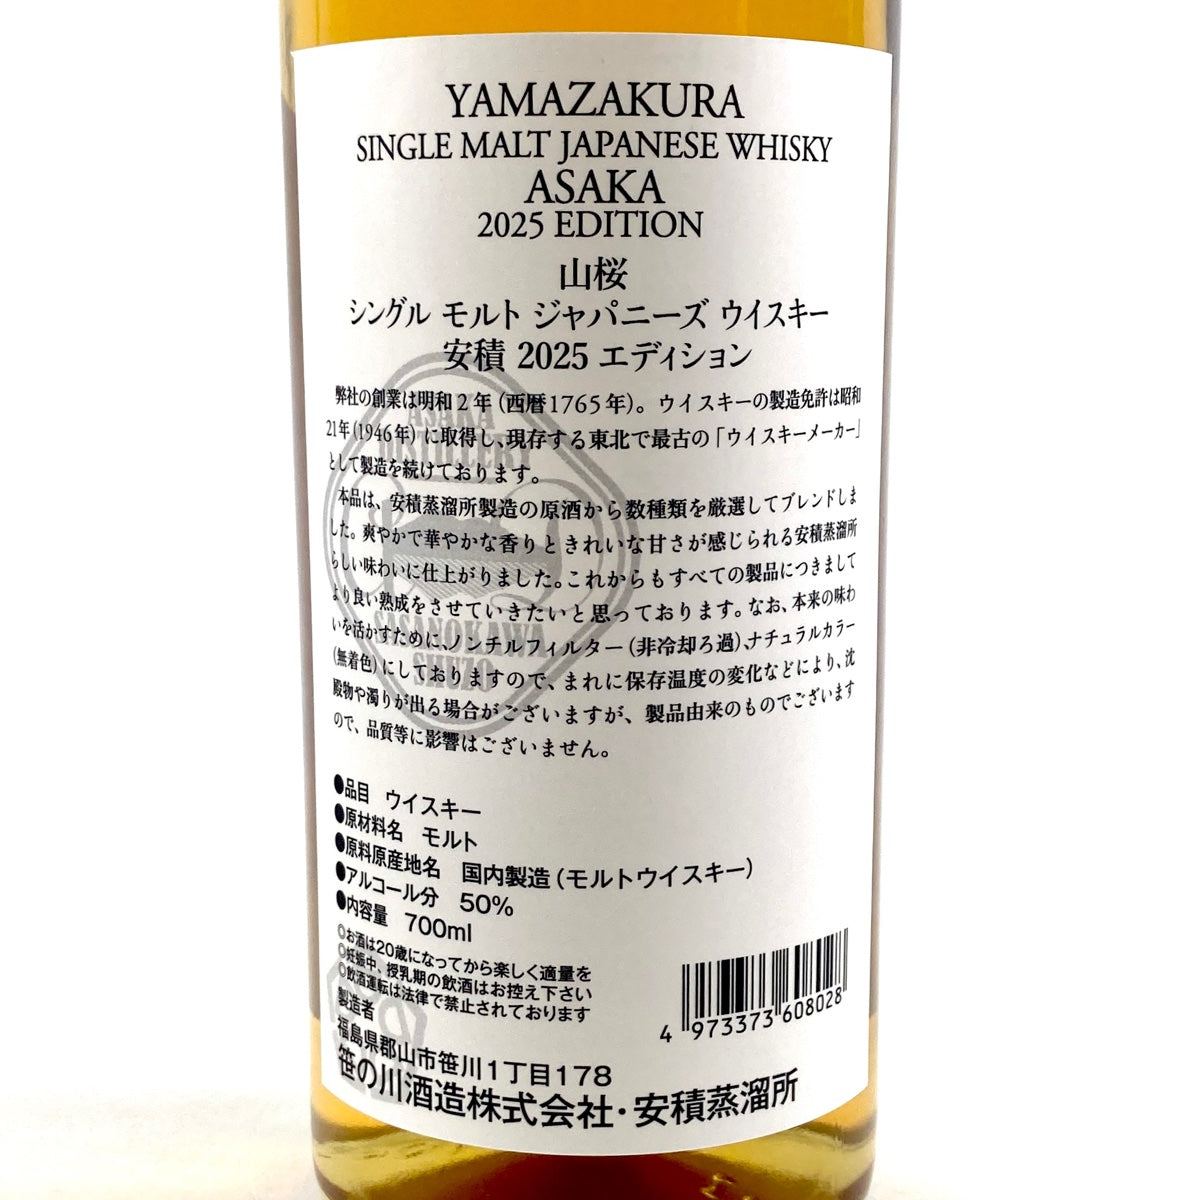 YAMAZAKURA
SINGLE MALT JAPANESE WHISKY
ASAKA
2025 EDITION
山桜
シングル モルト ジャパニーズ ウイスキー
安積 2025 エディション
弊社の創業は明和2年(西暦1765年)。ウイスキーの製造免許は昭和
21年(1946年)に取得し、現存する東北で最古の「ウイスキーメーカー」
として製造を続けております。
本品は、安積蒸溜所製造の原酒から数種類を厳選してブレンドしま
した。爽やかで華やかな香りときれいな甘さが感じられる安積蒸溜所
らしい味わいに仕上がりました。これからもすべての製品につきまして
より良い熟成をさせていきたいと思っております。なお、本来の味わ
いを活かすために、ノンチルフィルター(非冷却ろ過)、ナチュラルカラー
(無着色)にしておりますので、まれに保存温度の変化などにより、沈
殿物や濁りが出る場合がございますが、製品由来のものでございます
ので、品質等に影響はございません。
ASAKA
DISTILLERY
SASANOKAWA
SHUZO
●品目 ウイスキー
●原材料名 モルト
●原料原産地名 国内製造(モルトウイスキー)
●アルコール分 50%
●内容量 700ml
◎お酒は20歳になってから楽しく適量を
◎妊娠中、授乳期の飲酒はお控え下さい
◎飲酒運転は法律で禁止されております
製造者
福島県郡山市笹川1丁目178
笹の川酒造株式会社・安積蒸溜所
4 973373 608028